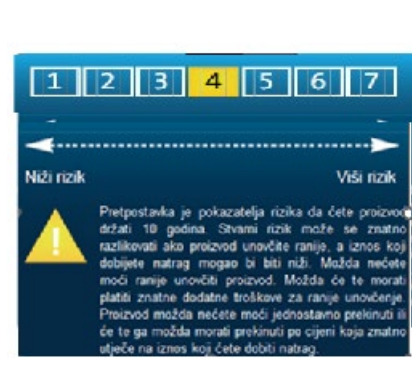 1 2 3 4 5 6 7
Niži rizik Viši rizik
Pretpostavka je pokazatelja rizika da ćete proizvod
držati 10 godina. Stvarni rizik može se znatno
razlikovati ako proizvod unovčite ranije, a iznos koji
dobijete natrag mogao bi biti niži. Možda nećete
moći ranije unovčiti proizvod. Možda će te morati
platiti znatne dodatne troškove za ranije unovčenje.
Proizvod možda nećete moći jednostavno prekinuti ili
će te ga možda morati prekinuti po cijeni koja znatno
utječe na iznos koji ćete dobiti natrag.